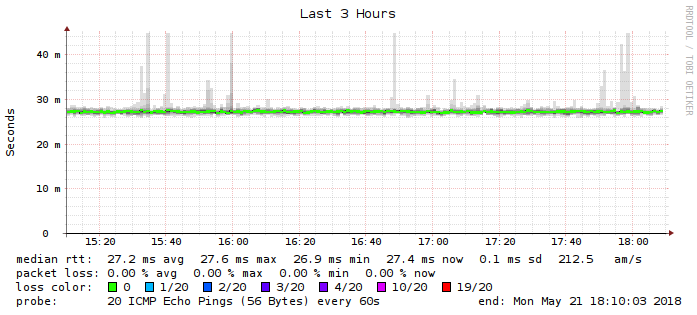 Last 3 Hours
RRDTOOL / TOBI OETIKER
Seconds
40 m
30 m
20 m
10 m
0
15:20 15:40 16:00 16:20 16:40 17:00 17:20 17:40 18:00
median rtt: 27.2 ms avg 27.6 ms max 26.9 ms min 27.4 ms now 0.1 ms sd 212.5 am/s
packet loss: 0.00 % avg 0.00 % max 0.00 % min 0.00 % now
loss color: 0 1/20 2/20 3/20 4/20 10/20 19/20
probe: 20 ICMP Echo Pings (56 Bytes) every 60s end: Mon May 21 18:10:03 2018